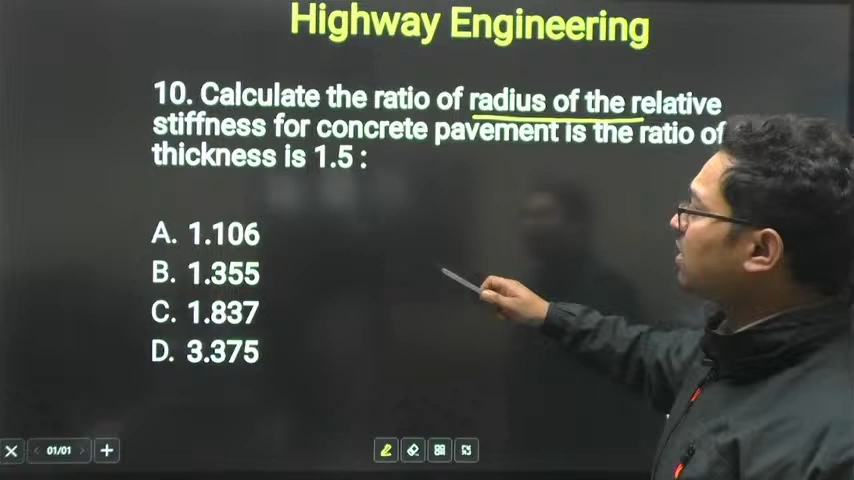 Highway Engineering
10. Calculate the ratio of radius of the relative
stiffness for concrete pavement is the ratio of
thickness is 1.5 :
A. 1.106
B. 1.355
C. 1.837
D. 3.375
01/01